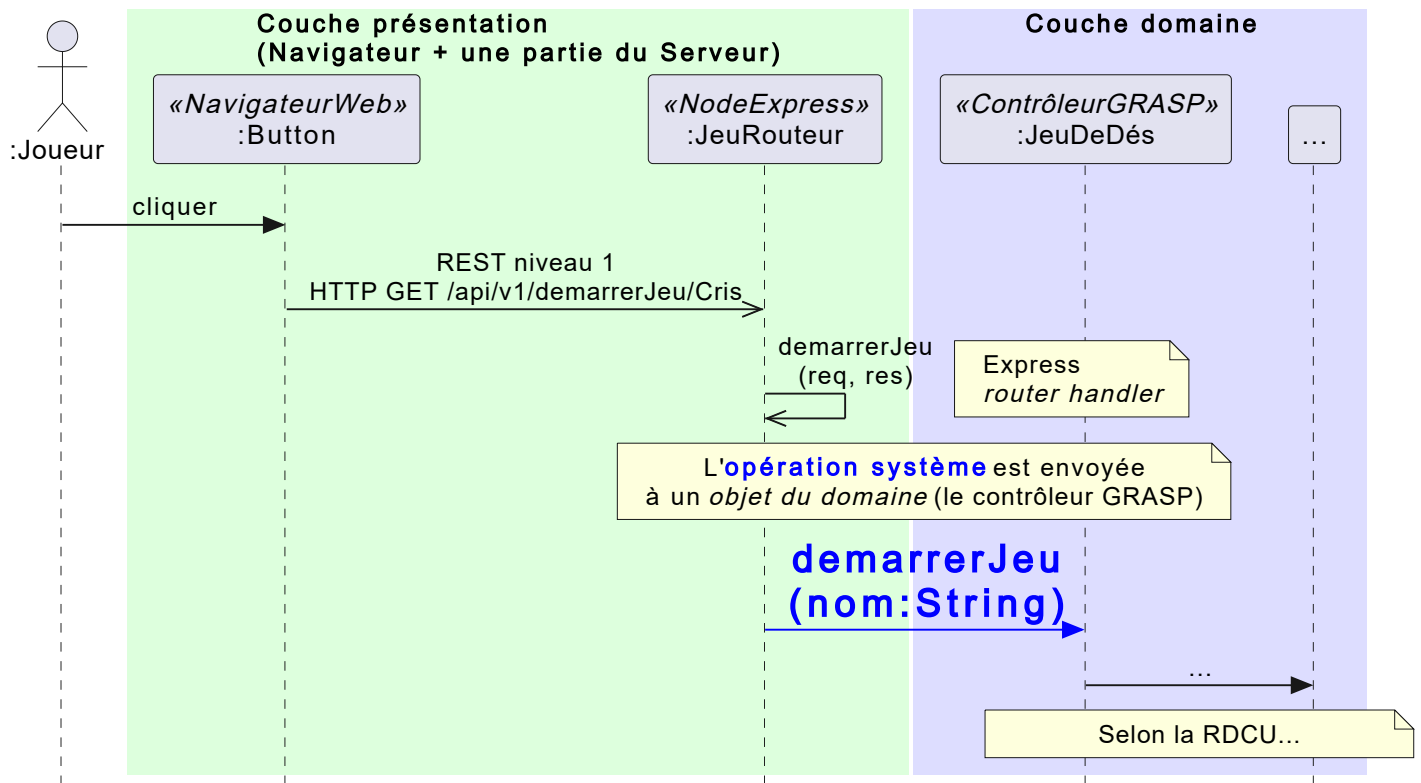 Couche présentation
(Navigateur + une partie du Serveur)
Couche domaine
:Joueur
«NavigateurWeb»
:Button
«NodeExpress»
:JeuRouteur
«ContrôleurGRASP»
:JeuDeDés
...
cliquer
REST niveau 1
HTTP GET /api/v1/demarrerJeu/Cris
demarrerJeu
(req, res)
Express
router handler
L'opération système est envoyée
à un objet du domaine (le contrôleur GRASP)
demarrerJeu
(nom:String)
...
Selon la RDCU...